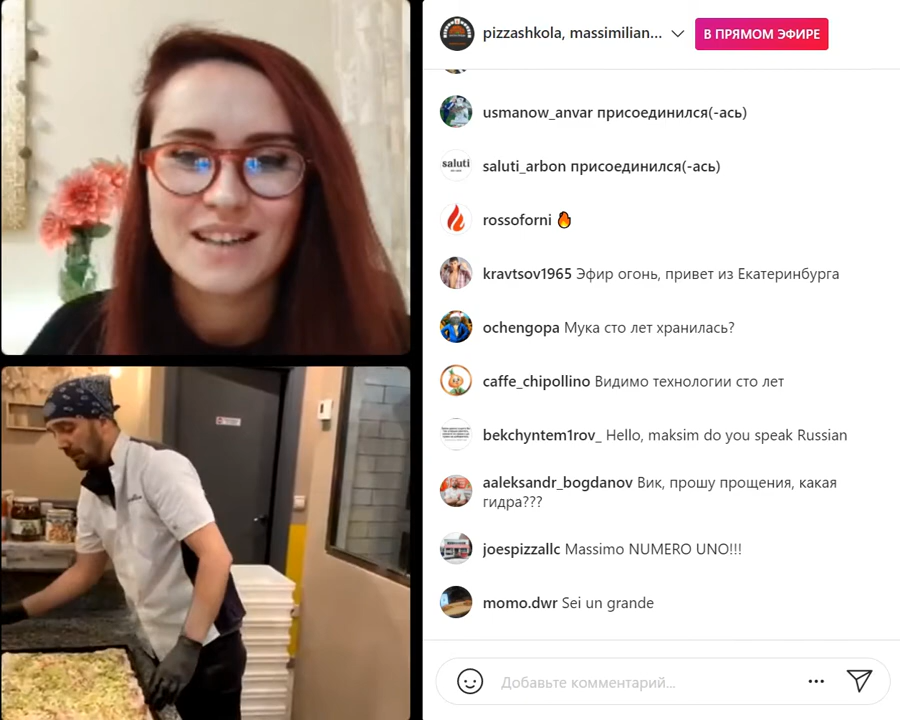 pizzashkola, massimilian...
В ПРЯМОМ ЭФИРЕ
usmanow_anvar присоединился(-ась)
saluti
saluti_arbon присоединился(-ась)
rossoforni 🔥
kravtsov1965 Эфир огонь, привет из Екатеринбурга
ochengopa Мука сто лет хранилась?
caffe_chipollino Видимо технологии сто лет
bekchyntem1rov_ Hello, maksim do you speak Russian
aaleksandr_bogdanov Вик, прошу прощения, какая
гидра???
joespizzallc Massimo NUMERO UNO!!!
momo.dwr Sei un grande
Добавьте комментарий...